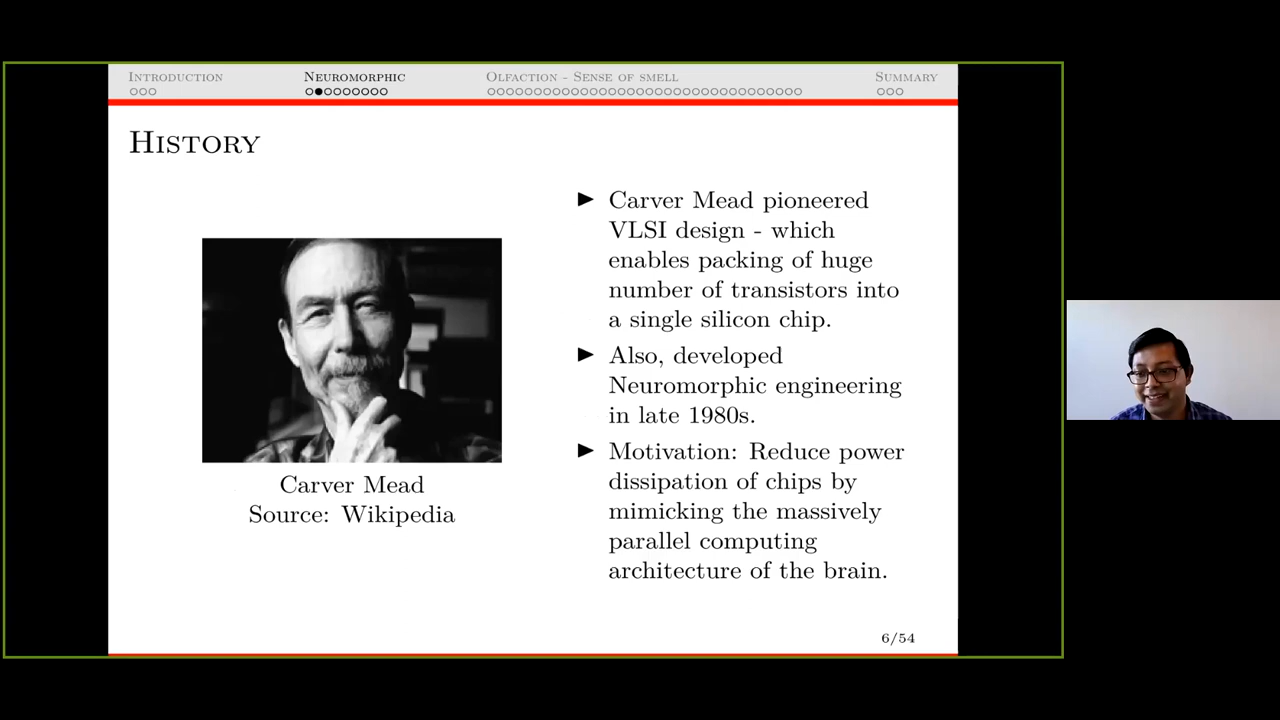 Introduction Neuromorphic Olfaction - Sense of smell Summary
History
Carver Mead
Source: Wikipedia
▶ Carver Mead pioneered
VLSI design - which
enables packing of huge
number of transistors into
a single silicon chip.
▶ Also, developed
Neuromorphic engineering
in late 1980s.
▶ Motivation: Reduce power
dissipation of chips by
mimicking the massively
parallel computing
architecture of the brain.
6/54